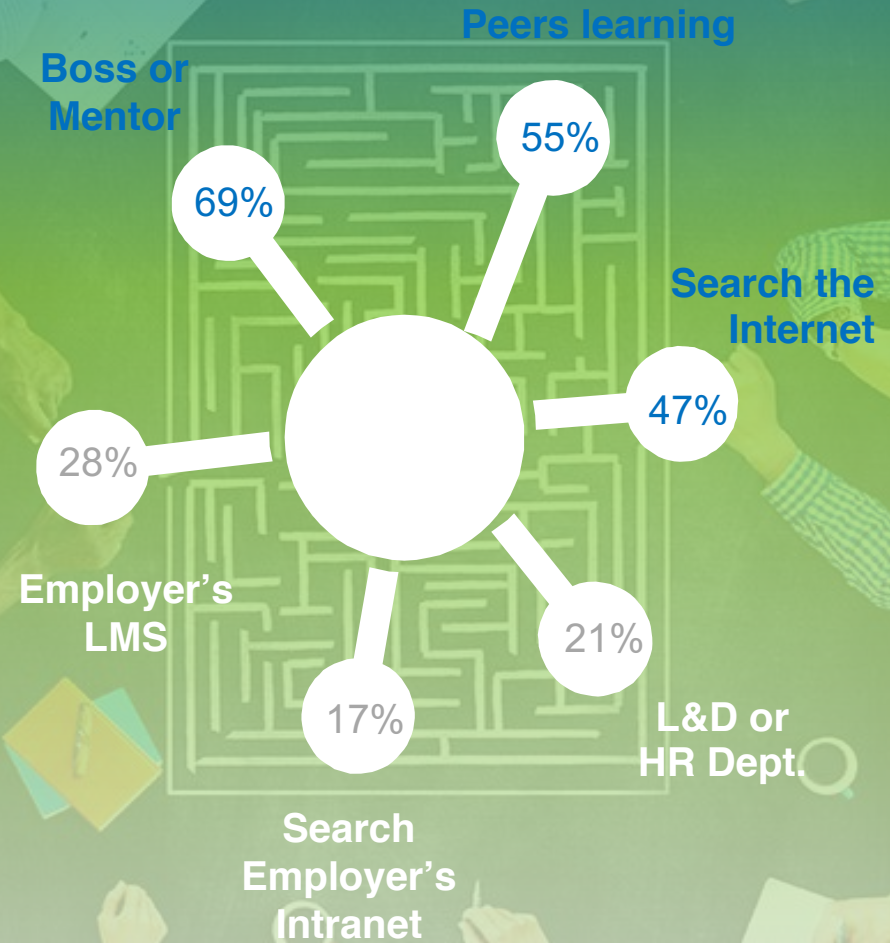 Peers learning
Boss or
Mentor
55%
69%
Search the
Internet
47%
28%
Employer’s
LMS
21%
17%
L&D or
HR Dept.
Search
Employer’s
Intranet